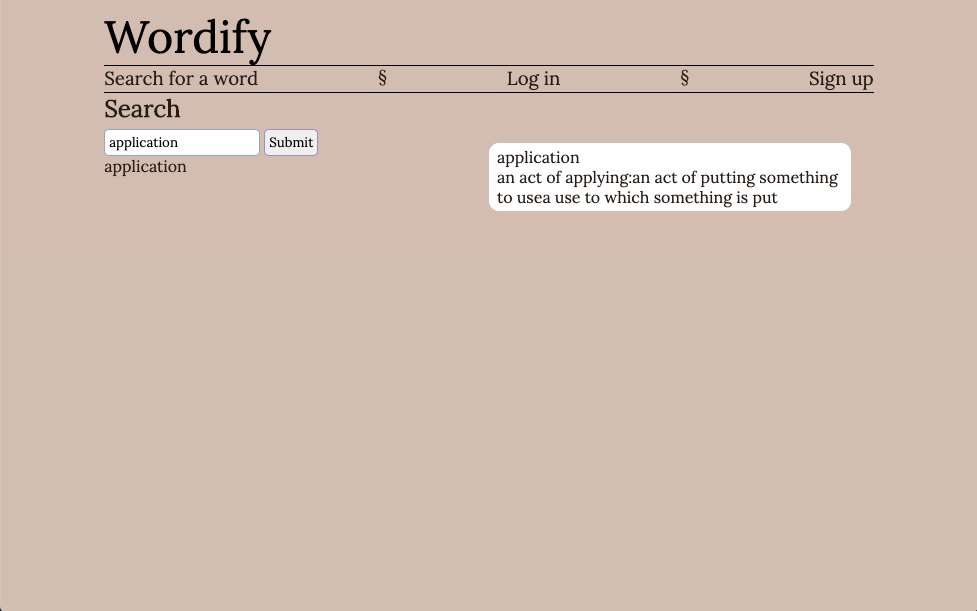 Wordify
Search for a word § Log in § Sign up
Search
application Submit
application
application
an act of applying:an act of putting something
to usea use to which something is put